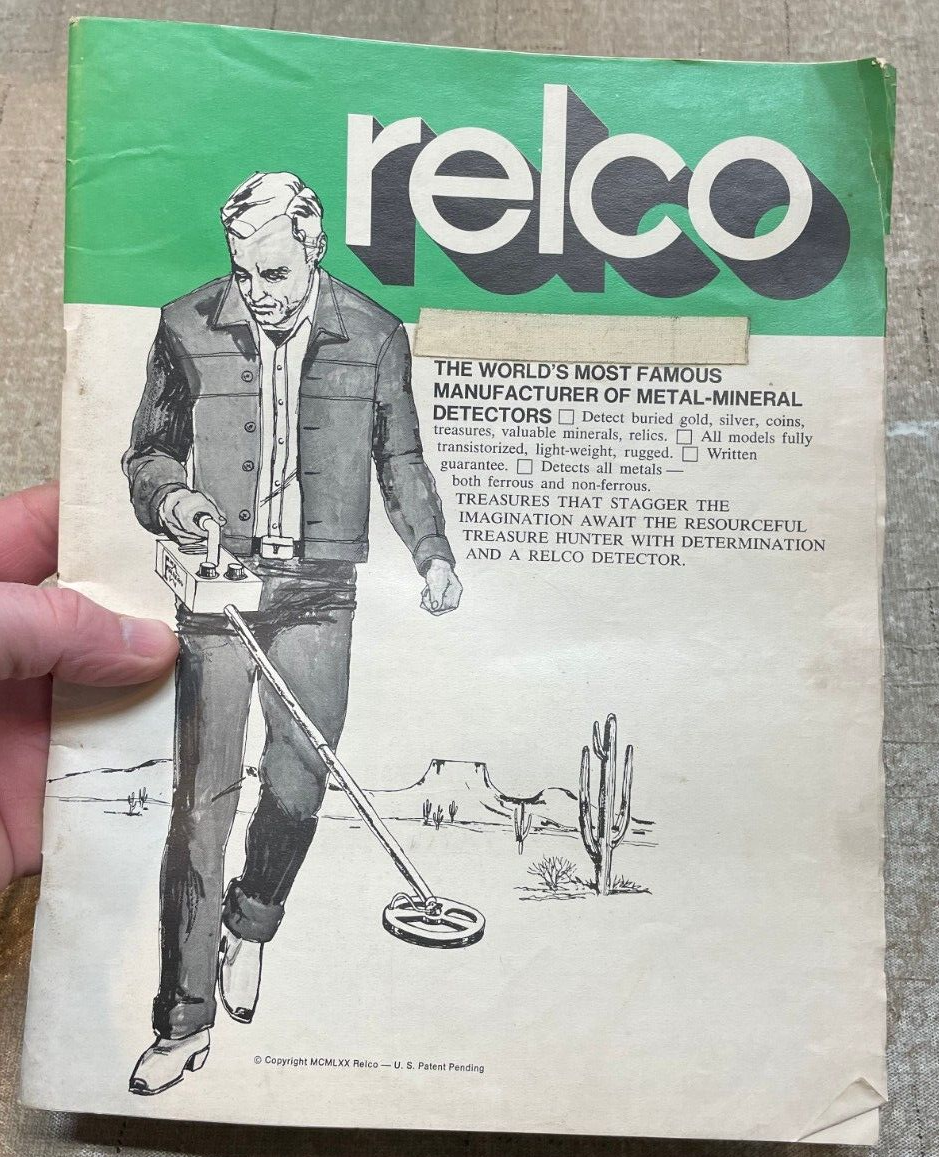 relco
THE WORLD'S MOST FAMOUS
MANUFACTURER OF METAL-MINERAL
DETECTORS □ Detect buried gold, silver, coins,
treasures, valuable minerals, relics. □ All models fully
transistorized, light-weight, rugged. □ Written
guarantee. □ Detects all metals —
both ferrous and non-ferrous.
TREASURES THAT STAGGER THE
IMAGINATION AWAIT THE RESOURCEFUL
TREASURE HUNTER WITH DETERMINATION
AND A RELCO DETECTOR.
© Copyright MCMLXX Relco — U. S. Patent Pending